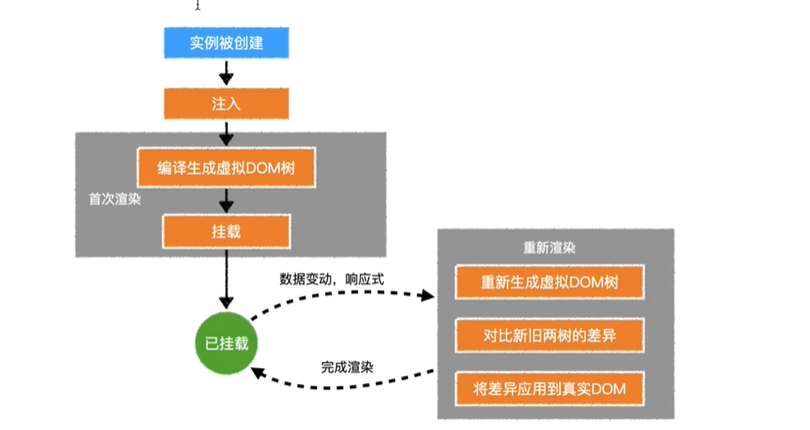 实例被创建
注入
编译生成虚拟DOM树
首次渲染
挂载
重新渲染
数据变动，响应式
重新生成虚拟DOM树
已挂载
对比新旧两树的差异
完成渲染
将差异应用到真实DOM